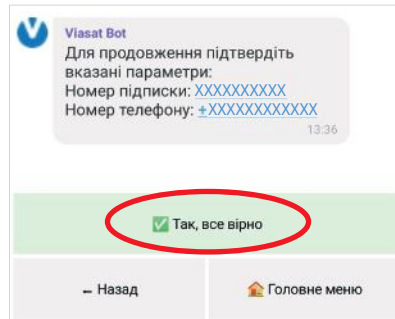 Viasat Bot
Для продовження підтвердіть
вказані параметри:
Номер підписки: XXXXXXXXXX
Номер телефону: +XXXXXXXXXXXX
13:36
✅ Так, все вірно
← Назад
🏠 Головне меню